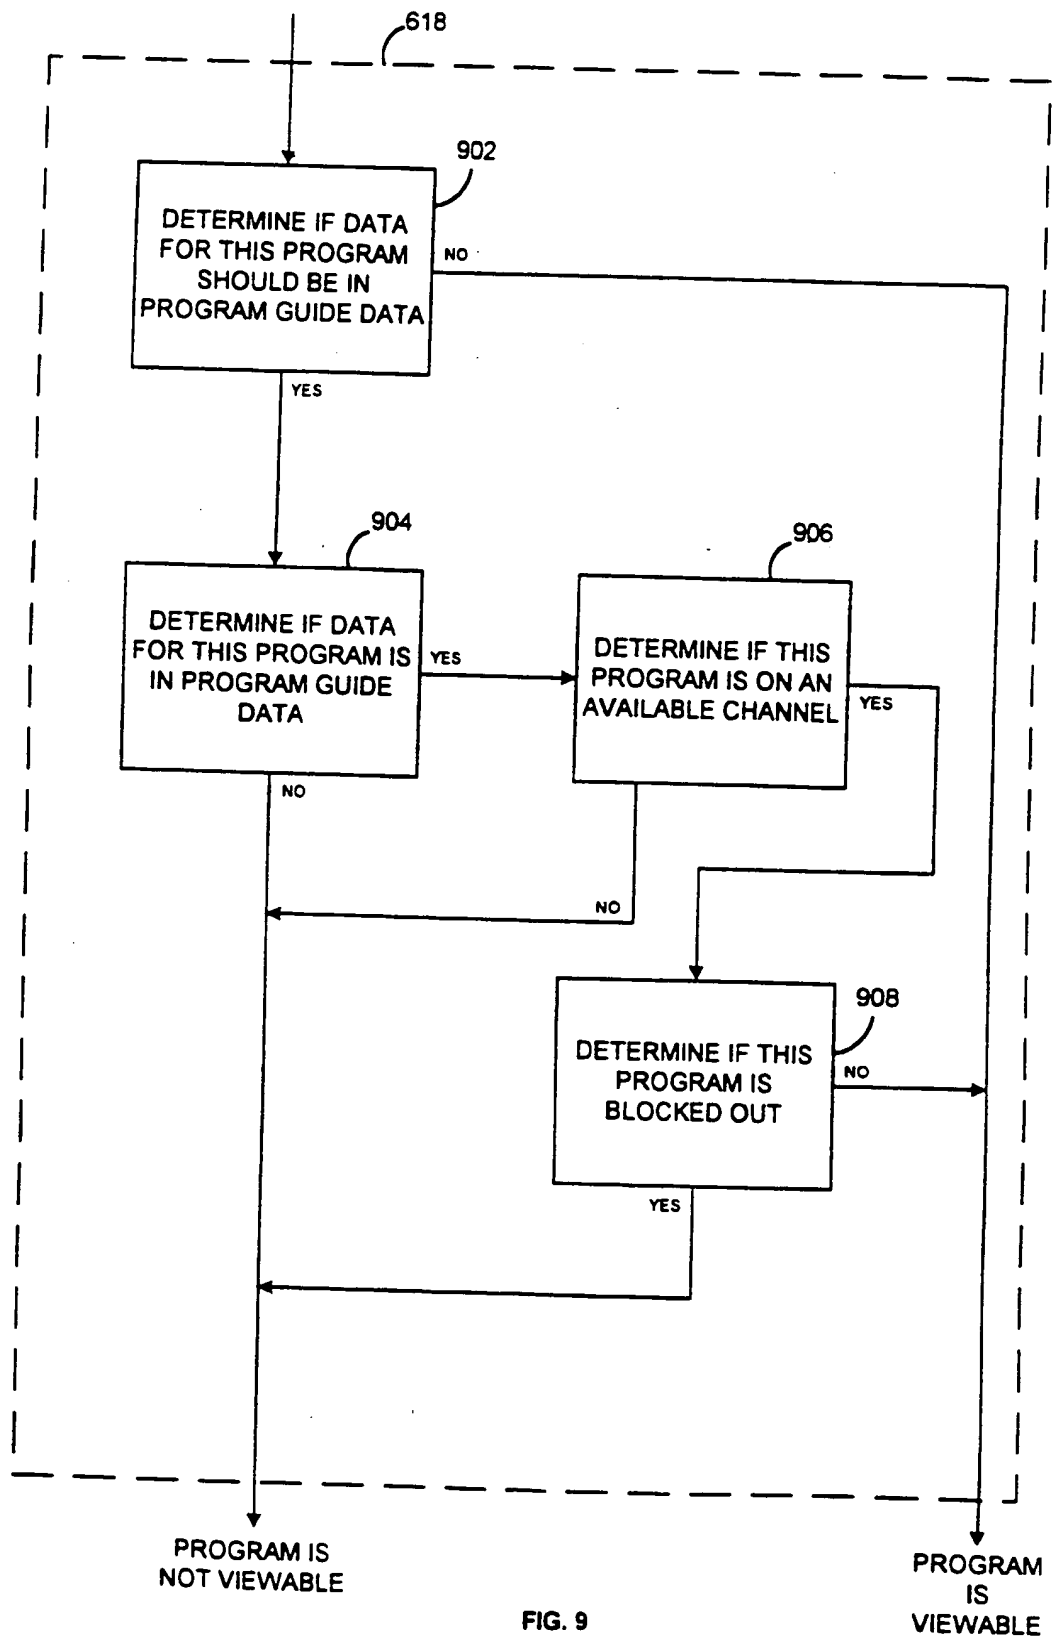 618
902
DETERMINE IF DATA
FOR THIS PROGRAM
SHOULD BE IN
PROGRAM GUIDE DATA
NO
YES
904
DETERMINE IF DATA
FOR THIS PROGRAM IS
IN PROGRAM GUIDE
DATA
YES
NO
906
DETERMINE IF THIS
PROGRAM IS ON AN
AVAILABLE CHANNEL
YES
NO
908
DETERMINE IF THIS
PROGRAM IS
BLOCKED OUT
NO
YES
PROGRAM IS
NOT VIEWABLE
PROGRAM
IS
VIEWABLE
FIG. 9